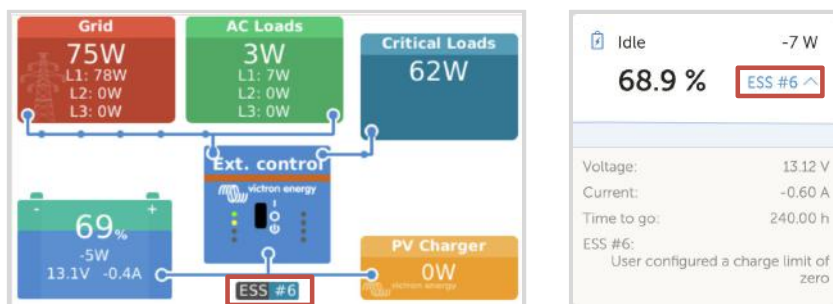 Grid
75W
L1: 78W
L2: 0W
L3: 0W
AC Loads
3W
L1: 7W
L2: 0W
L3: 0W
Critical Loads
62W
Ext. control
victron energy
- +
69%
-5W
13.1V -0.4A
ESS #6
PV Charger
0W
victron energy
Idle -7 W
68.9 % ESS #6
Voltage: 13.12 V
Current: -0.60 A
Time to go: 240.00 h
ESS #6:
User configured a charge limit of
zero